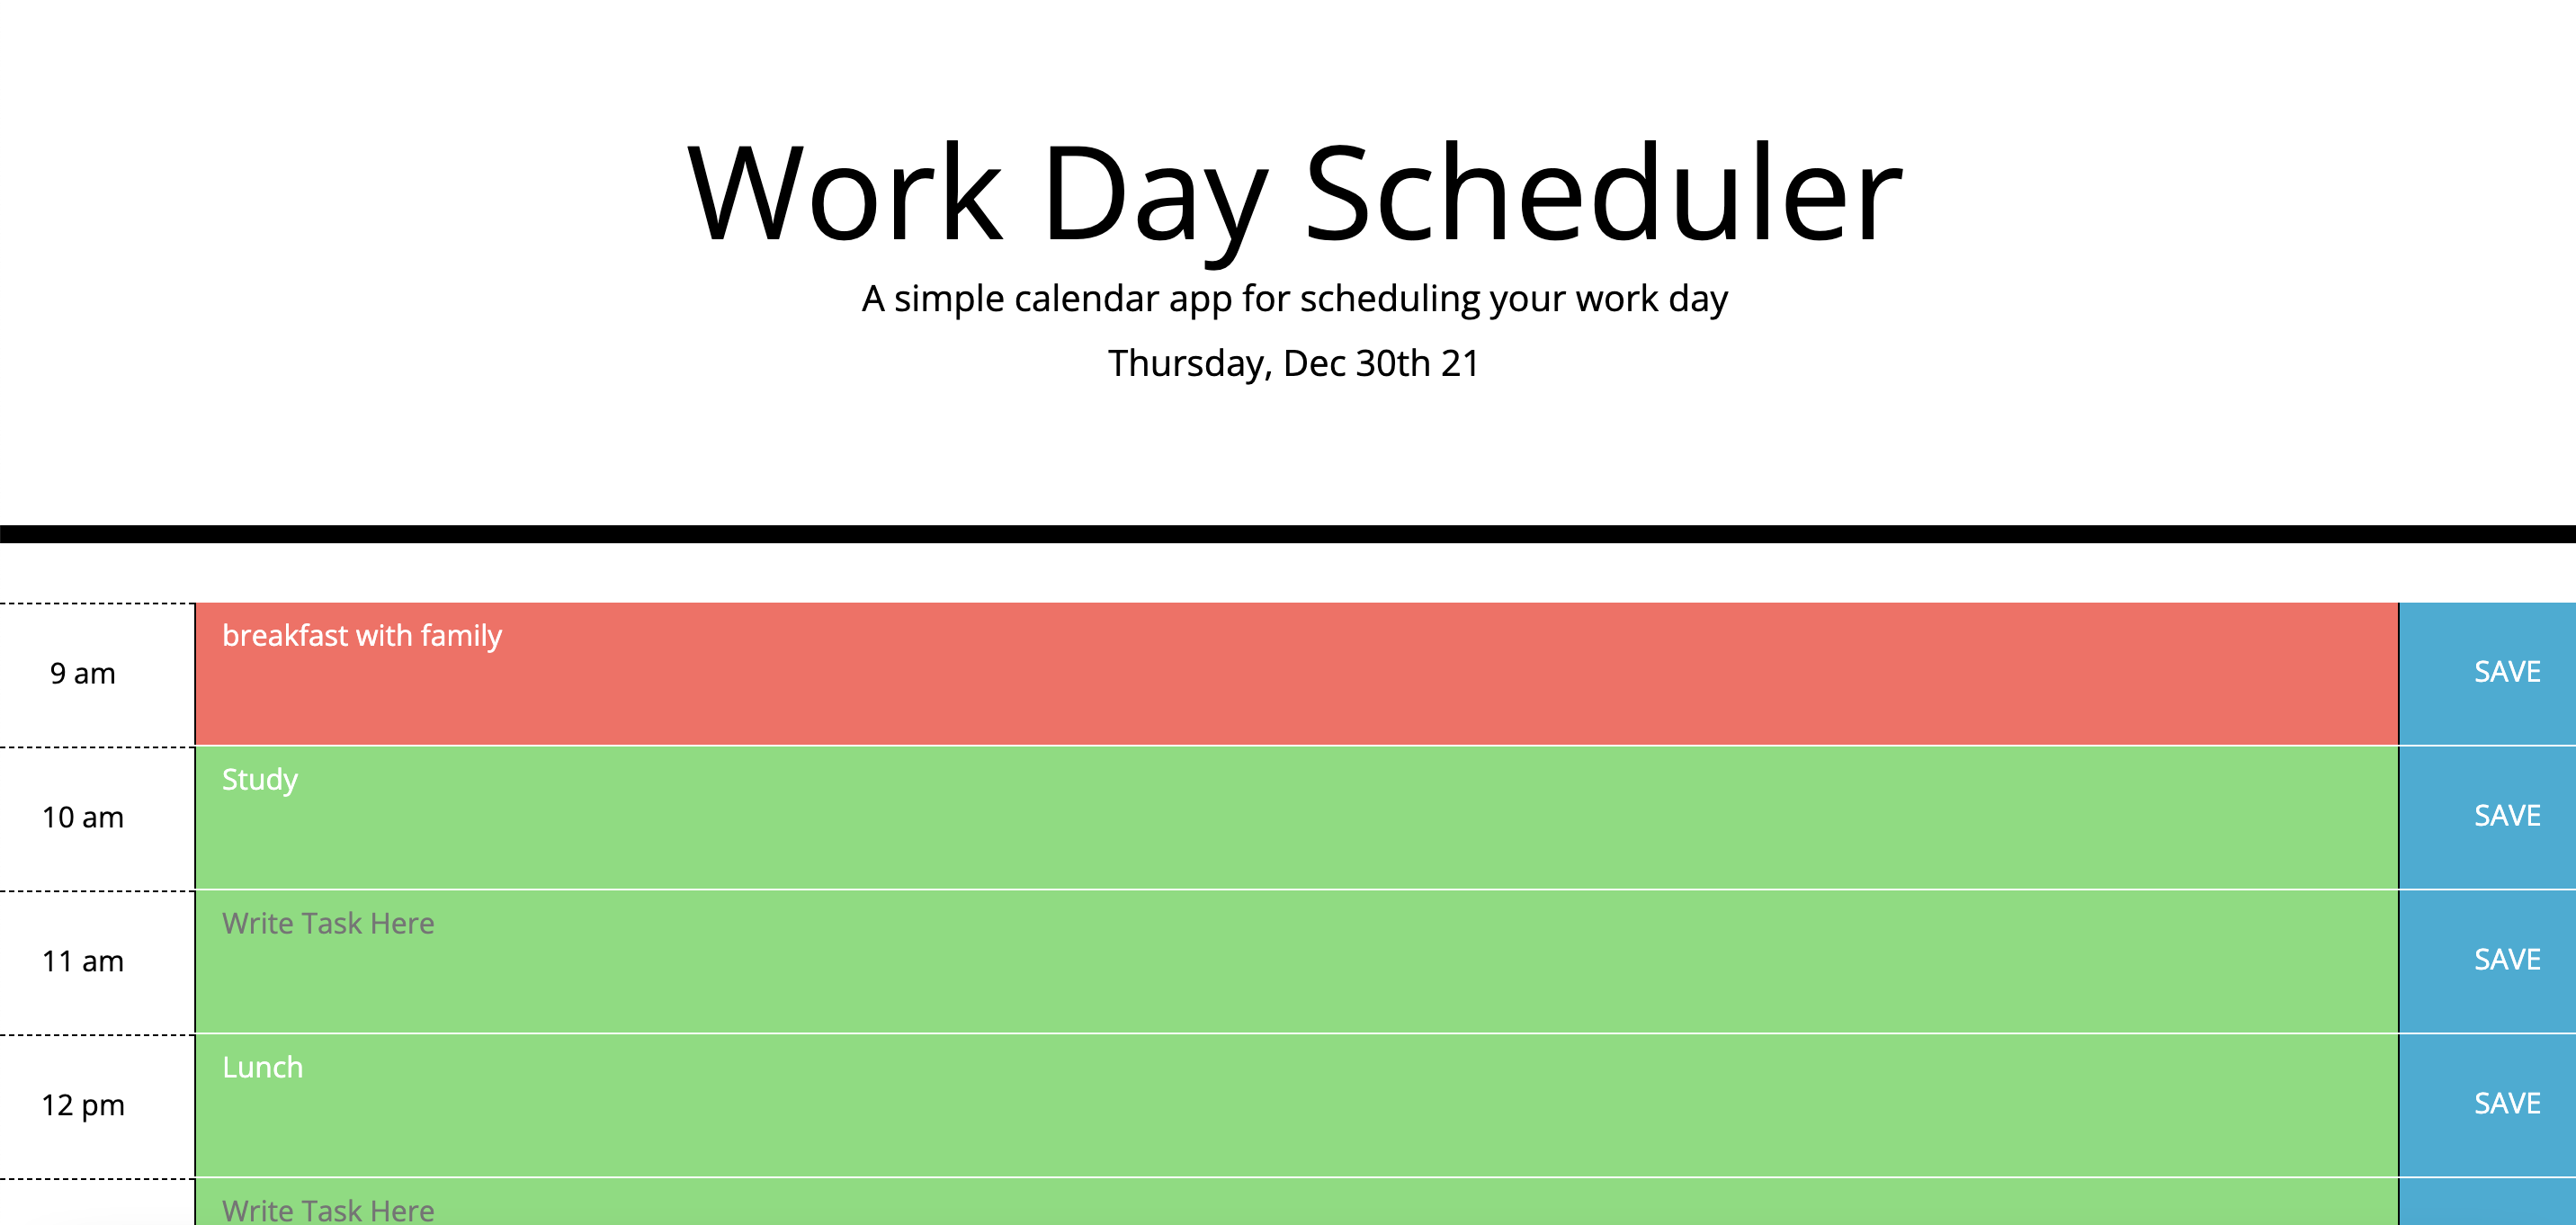 Work Day Scheduler
A simple calendar app for scheduling your work day
Thursday, Dec 30th 21
9 am
breakfast with family
SAVE
10 am
Study
SAVE
11 am
Write Task Here
SAVE
12 pm
Lunch
SAVE
Write Task Here